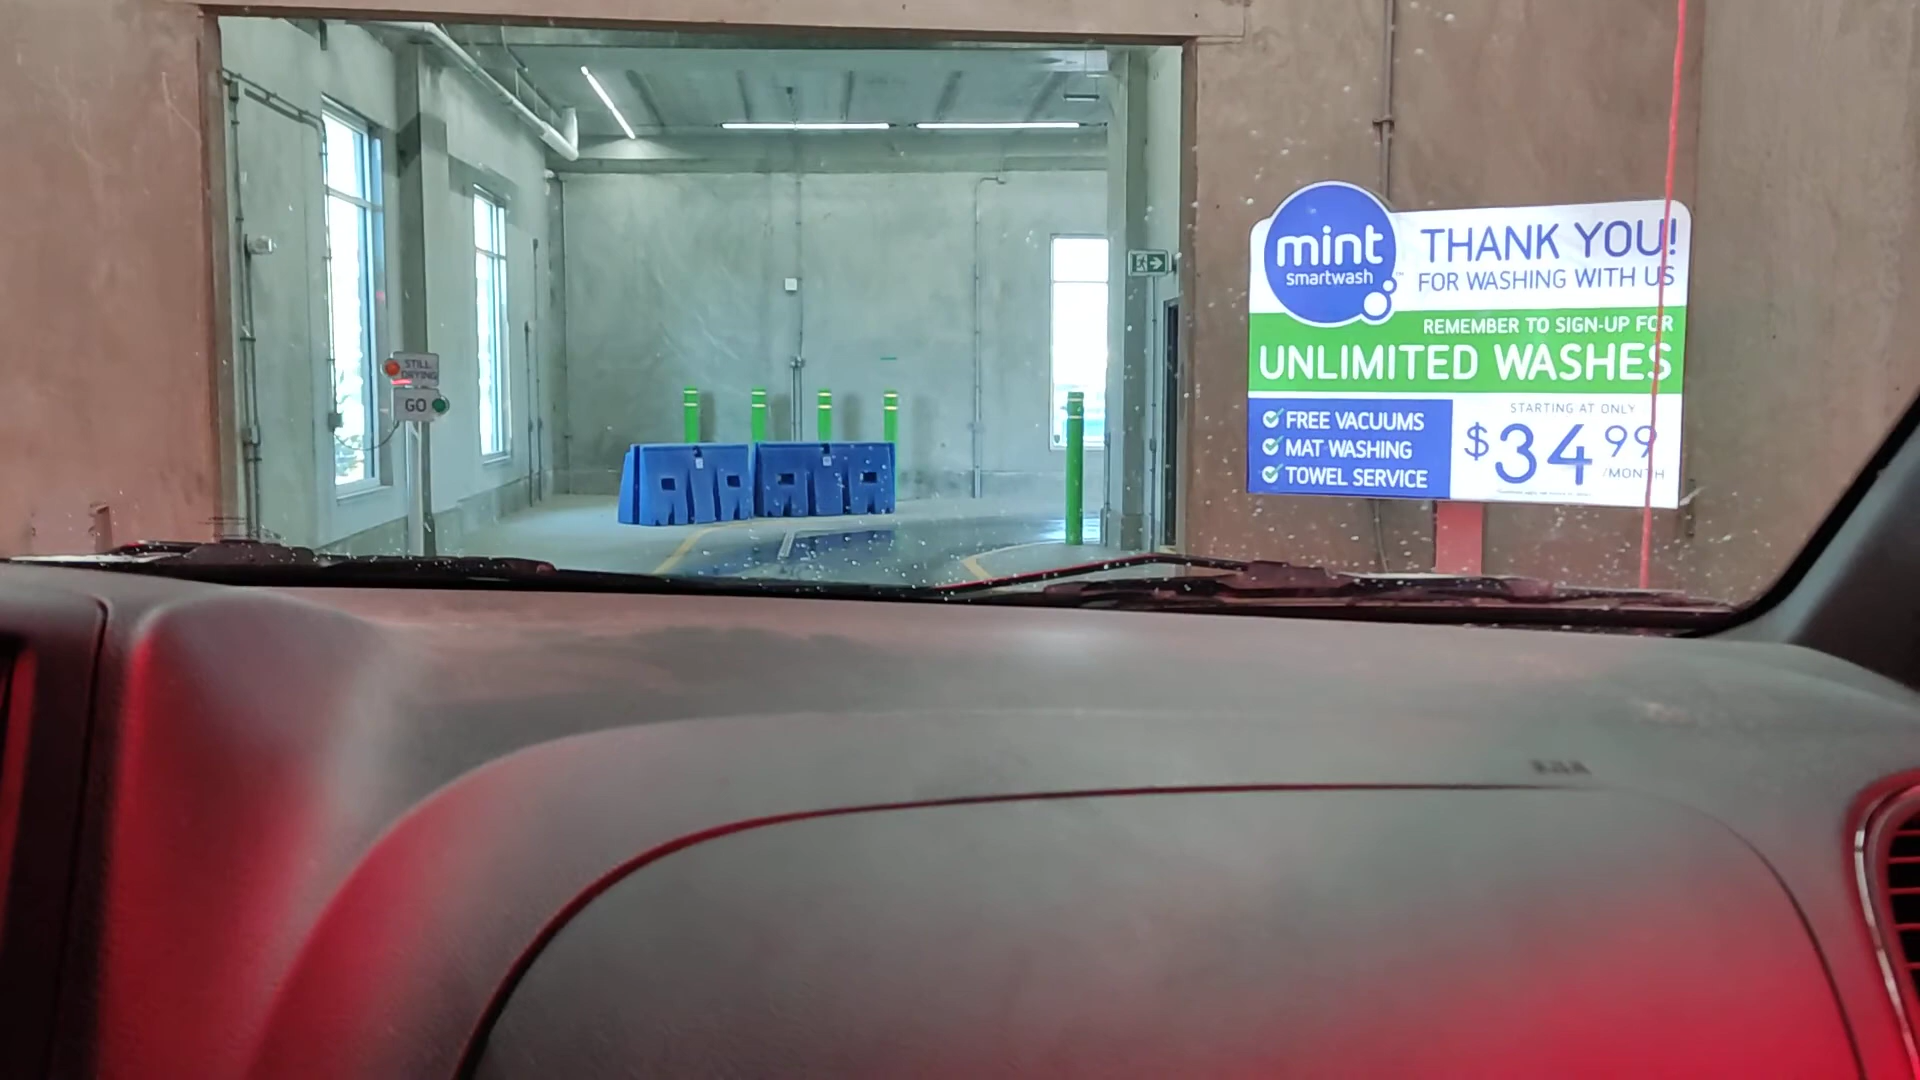 STILL
DRYING
GO
mint
smartwash
THANK YOU!
FOR WASHING WITH US
REMEMBER TO SIGN-UP FOR
UNLIMITED WASHES
FREE VACUUMS
MAT WASHING
TOWEL SERVICE
STARTING AT ONLY
$34 99
/MONTH